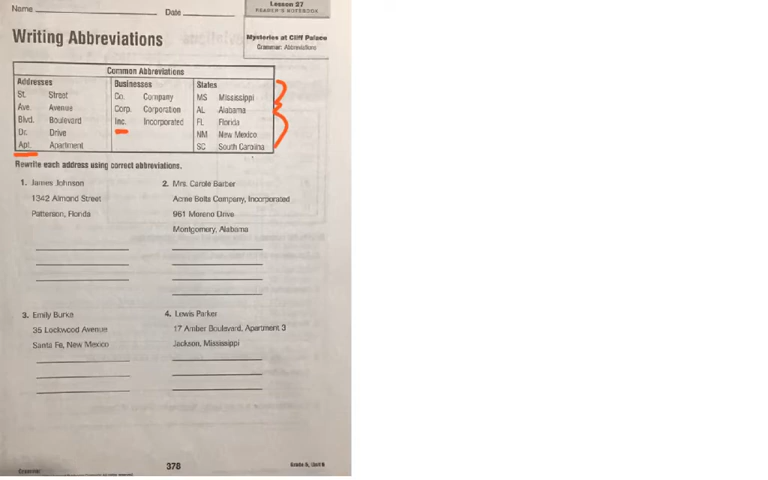 Name
Date
Lesson 27
READER'S NOTEBOOK
Writing Abbreviations
Mysteries at Cliff Palace
Grammar: Abbreviations
Common Abbreviations
Addresses
St. Street
Ave. Avenue
Blvd. Boulevard
Dr. Drive
Apt. Apartment
Businesses
Co. Company
Corp. Corporation
Inc. Incorporated
States
MS Mississippi
AL Alabama
FL Florida
NM New Mexico
SC South Carolina
Rewrite each address using correct abbreviations.
1. James Johnson
1342 Almond Street
Patterson, Florida
2. Mrs. Carole Barber
Acme Bolts Company, Incorporated
961 Moreno Drive
Montgomery, Alabama
3. Emily Burke
35 Lockwood Avenue
Santa Fe, New Mexico
4. Lewis Parker
17 Amber Boulevard, Apartment 3
Jackson, Mississippi
Grammar
378